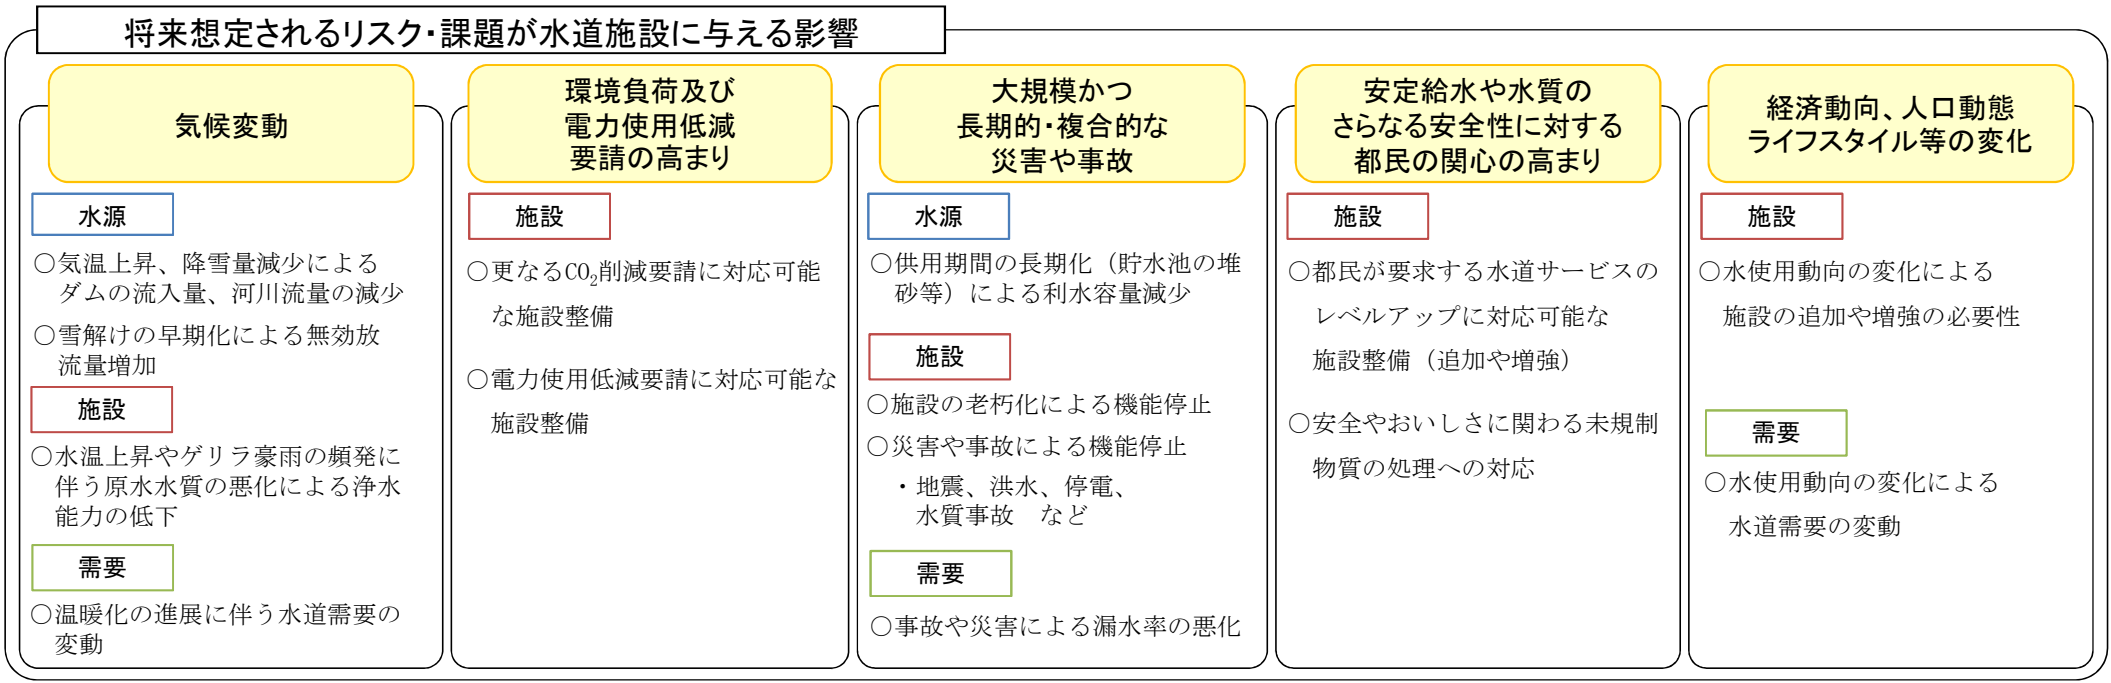 将来想定されるリスク・課題が水道施設に与える影響
気候変動
水源
○気温上昇、降雪量減少による
ダムの流入量、河川流量の減少
○雪解けの早期化による無効放
流量増加
施設
○水温上昇やゲリラ豪雨の頻発に
伴う原水水質の悪化による浄水
能力の低下
需要
○温暖化の進展に伴う水道需要の
変動
環境負荷及び
電力使用低減
要請の高まり
施設
○更なるCO₂削減要請に対応可能
な施設整備
○電力使用低減要請に対応可能な
施設整備
大規模かつ
長期的・複合的な
災害や事故
水源
○供用期間の長期化（貯水池の堆
砂等）による利水容量減少
施設
○施設の老朽化による機能停止
○災害や事故による機能停止
・地震、洪水、停電、
水質事故　など
需要
○事故や災害による漏水率の悪化
安定給水や水質の
さらなる安全性に対する
都民の関心の高まり
施設
○都民が要求する水道サービスの
レベルアップに対応可能な
施設整備（追加や増強）
○安全やおいしさに関わる未規制
物質の処理への対応
経済動向、人口動態
ライフスタイル等の変化
施設
○水使用動向の変化による
施設の追加や増強の必要性
需要
○水使用動向の変化による
水道需要の変動